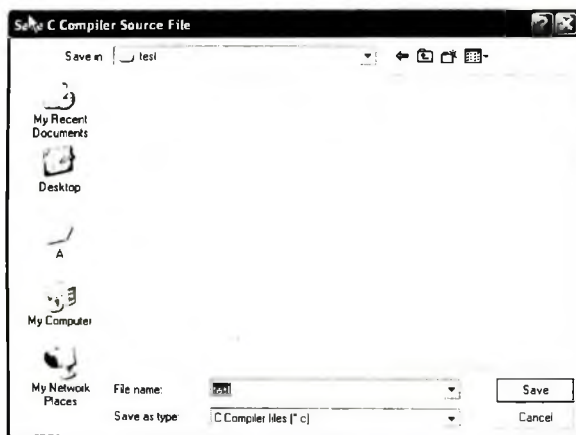 Save C Compiler Source File
Save in
test
My Recent
Documents
Desktop
A
My Computer
My Network
Places
File name:
test
Save
Save as type:
C Compiler files (*.c)
Cancel